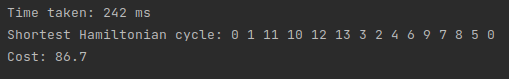 Time taken: 242 ms
Shortest Hamiltonian cycle: 0 1 11 10 12 13 3 2 4 6 9 7 8 5 0
Cost: 86.7